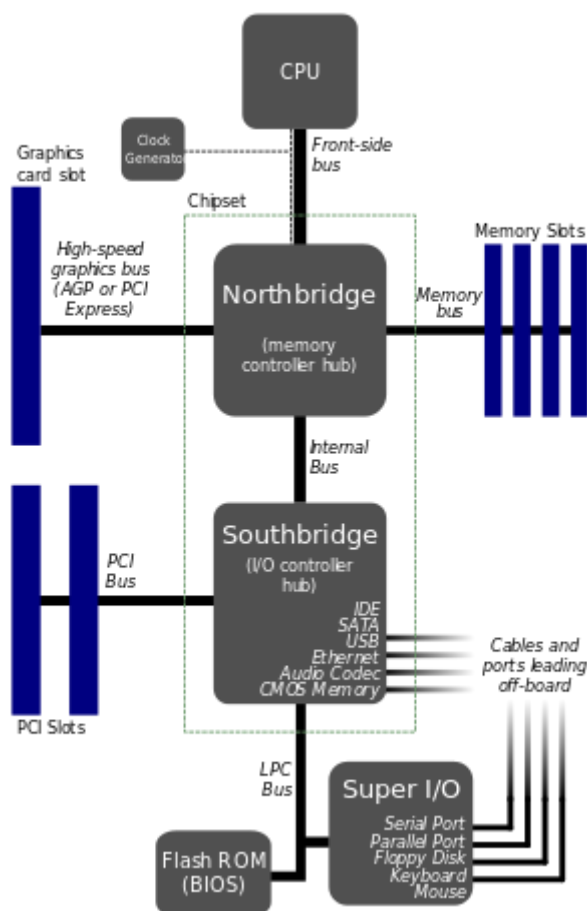 CPU
Clock
Generator
Front-side
bus
Graphics
card slot
Chipset
High-speed
graphics bus
(AGP or PCI
Express)
Northbridge
(memory
controller hub)
Memory Slots
Memory
bus
Internal
Bus
Southbridge
(I/O controller
hub)
PCI
Bus
IDE
SATA
USB
Ethernet
Audio Codec
CMOS Memory
Cables and
ports leading
off-board
PCI Slots
LPC
Bus
Super I/O
Serial Port
Parallel Port
Floppy Disk
Keyboard
Mouse
Flash ROM
(BIOS)